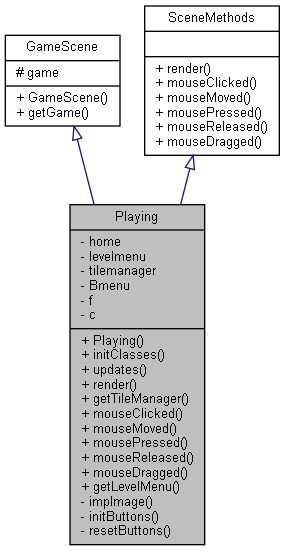 GameScene
# game
+ GameScene()
+ getGame()
SceneMethods
+ render()
+ mouseClicked()
+ mouseMoved()
+ mousePressed()
+ mouseReleased()
+ mouseDragged()
Playing
- home
- levelmenu
- tilemanager
- Bmenu
- f
- c
+ Playing()
+ initClasses()
+ updates()
+ render()
+ getTileManager()
+ mouseClicked()
+ mouseMoved()
+ mousePressed()
+ mouseReleased()
+ mouseDragged()
+ getLevelMenu()
- impImage()
- initButtons()
- resetButtons()